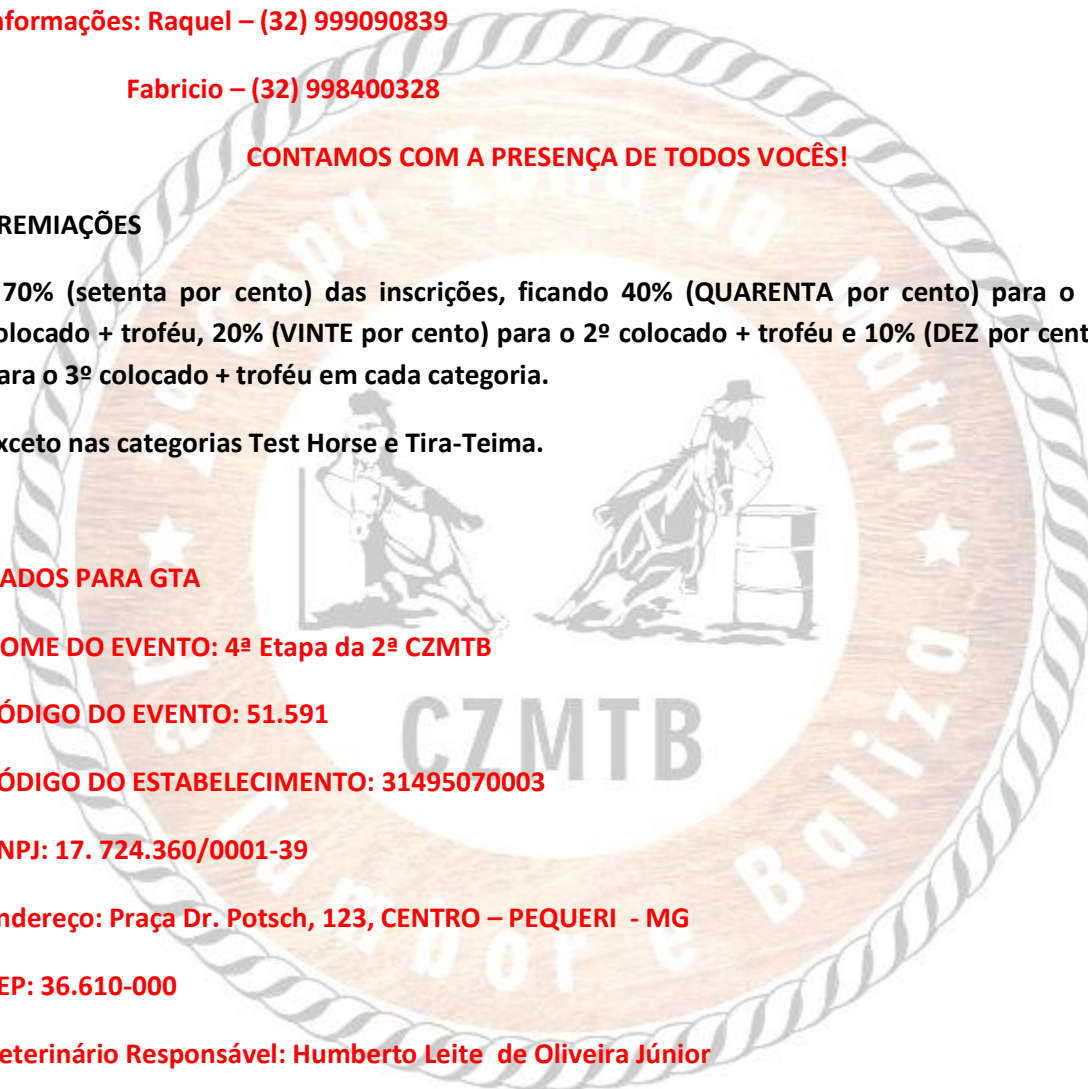 nformações: Raquel – (32) 999090839
Fabricio – (32) 998400328
CONTAMOS COM A PRESENÇA DE TODOS VOCÊS!
REMIAÇÕES
70% (setenta por cento) das inscrições, ficando 40% (QUARENTA por cento) para o
olocado + troféu, 20% (VINTE por cento) para o 2º colocado + troféu e 10% (DEZ por cent
ara o 3º colocado + troféu em cada categoria.
xceto nas categorias Test Horse e Tira-Teima.
ADOS PARA GTA
OME DO EVENTO: 4ª Etapa da 2ª CZMTB
ÓDIGO DO EVENTO: 51.591
CZMTB
ÓDIGO DO ESTABELECIMENTO: 31495070003
NPJ: 17. 724.360/0001-39
ndereço: Praça Dr. Potsch, 123, CENTRO – PEQUERI - MG
EP: 36.610-000
eterinário Responsável: Humberto Leite de Oliveira Júnior
Zona da Mata
Tambor e Baliza